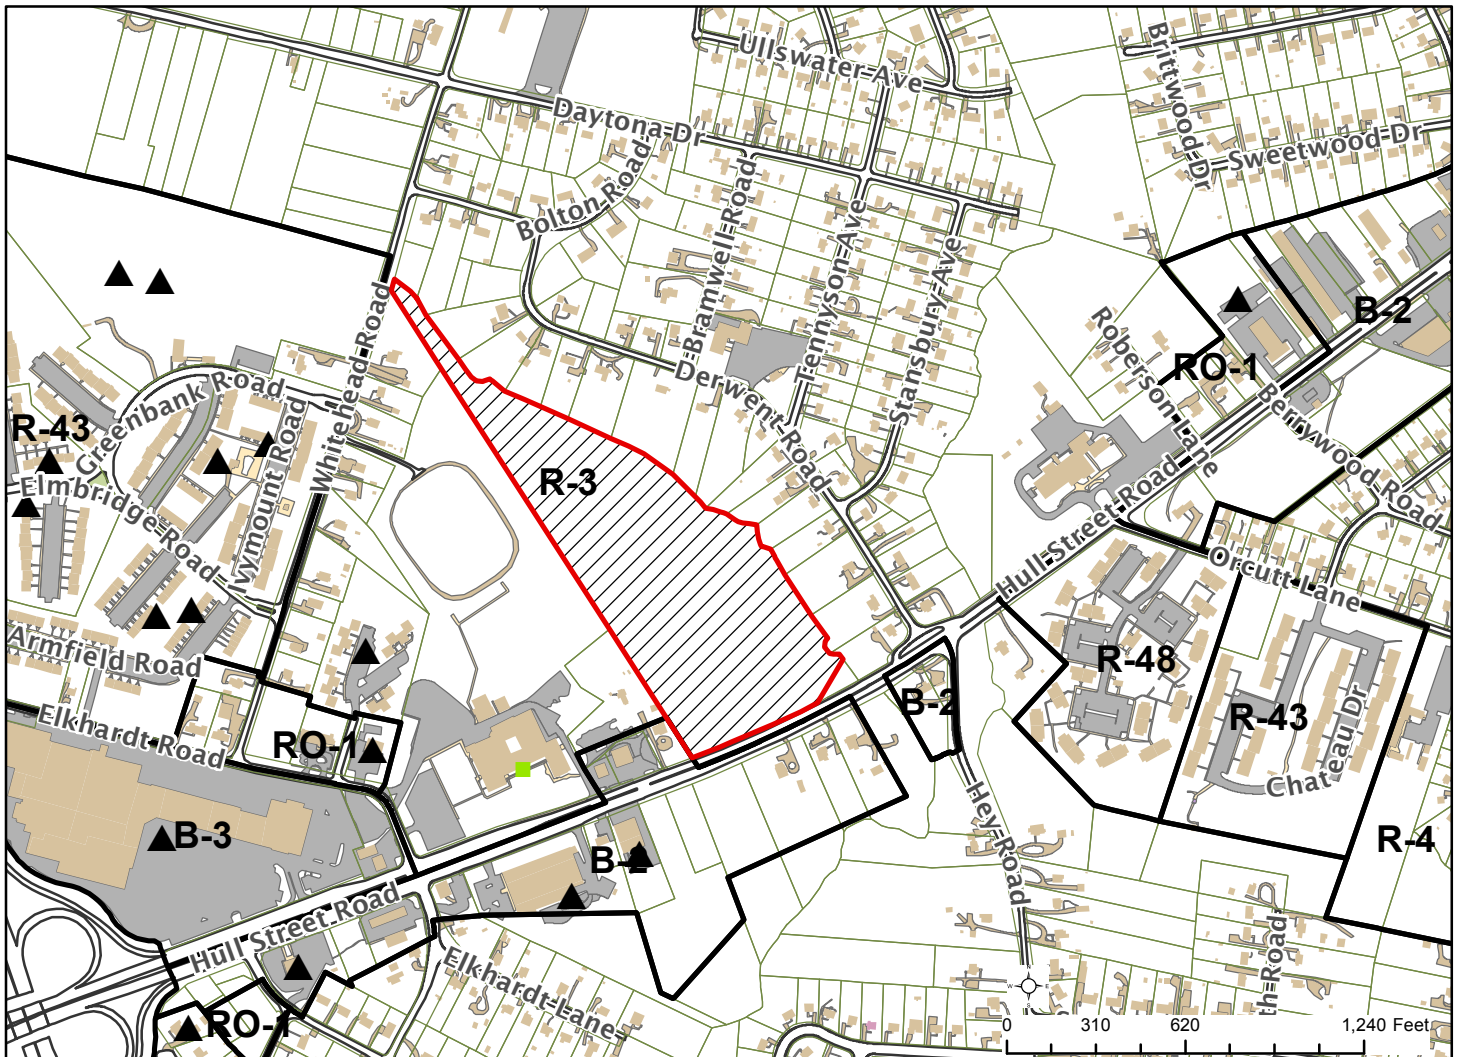 Ullswater Ave
Brittwood Dr
Daytona Dr
Sweetwood Dr
Bolton Road
Bramwell Road
Tennyson Ave
Stansbury Ave
Whitehead Road
Roberson Lane
B-2
RO-1
Derwent Road
Greenbank Road
R-43
Ivymount Road
Berrywood Road
R-3
Elmbridge Road
Hull Street Road
Orcutt Lane
Armfield Road
R-48
B-2
R-43
Elkhardt Road
RO-1
Chateau Dr
Hey Road
B-3
R-4
B-2
Hull Street Road
Elkhardt Lane
th Road
RO-1
N
W E
S
0 310 620 1,240 Feet